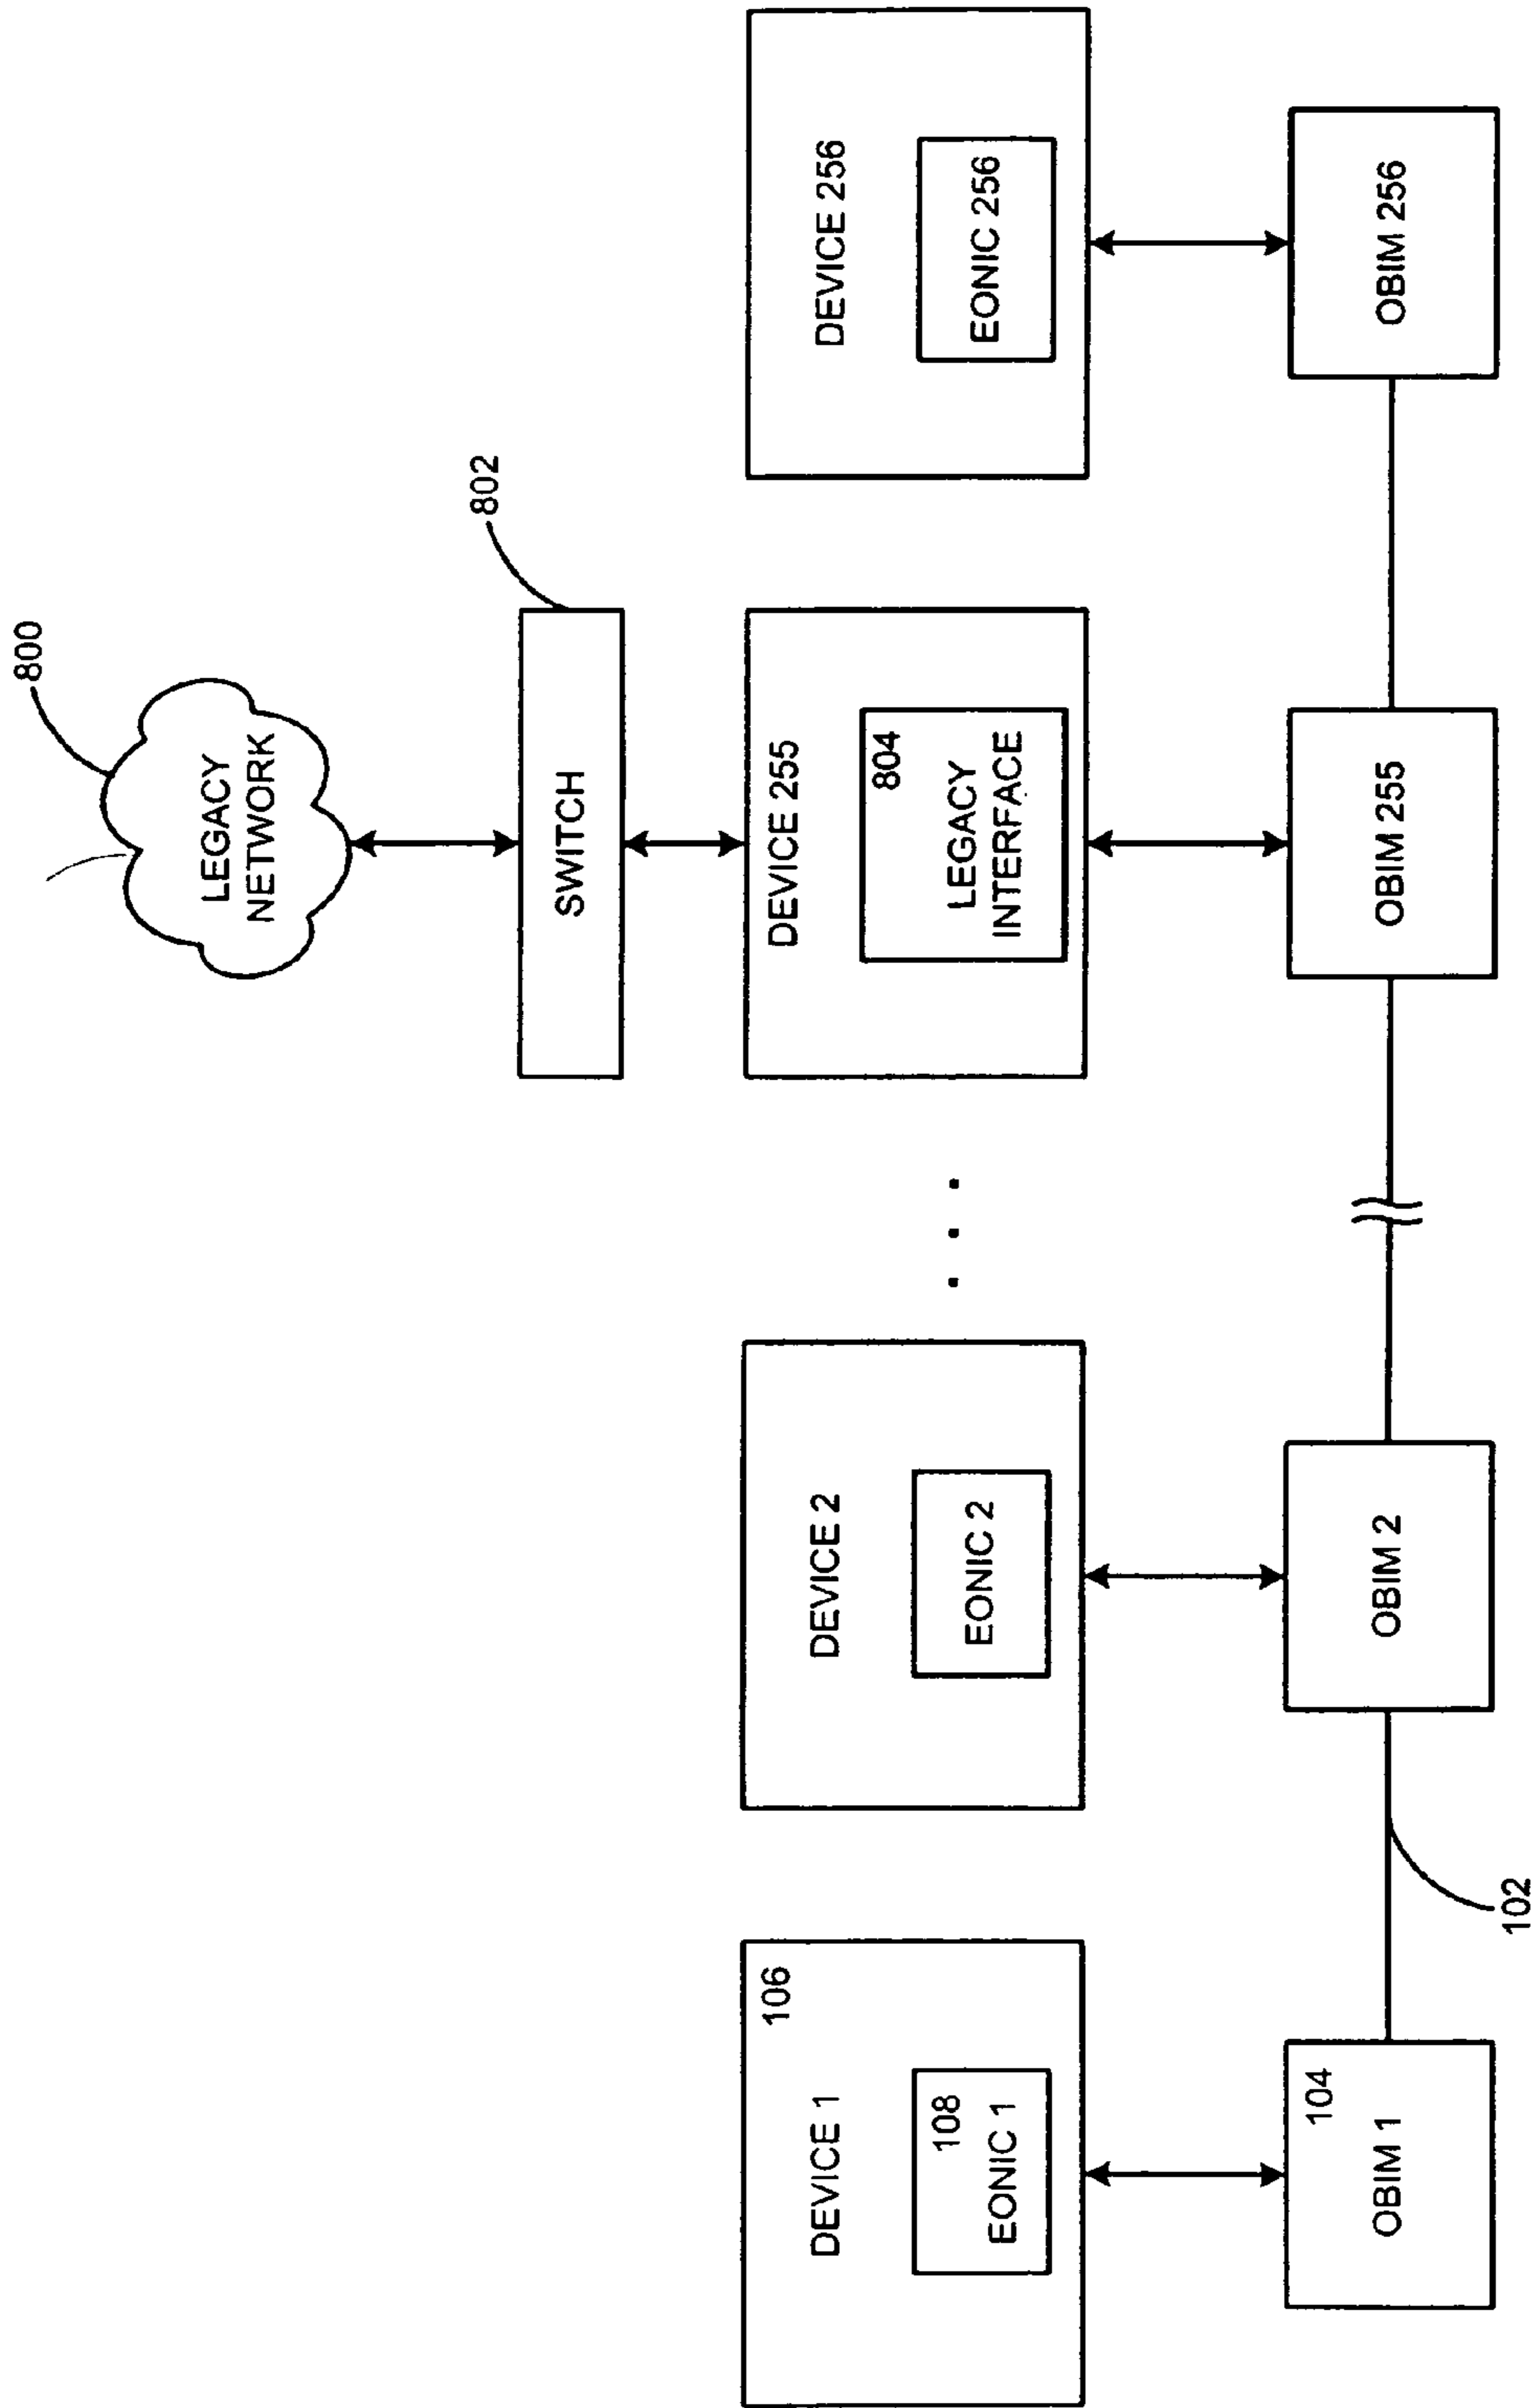 800
LEGACY
NETWORK
802
SWITCH
DEVICE 1
106
108
EONIC 1
DEVICE 2
EONIC 2
. . .
DEVICE 255
804
LEGACY
INTERFACE
DEVICE 256
EONIC 256
104
OBIM 1
102
OBIM 2
OBIM 255
OBIM 256